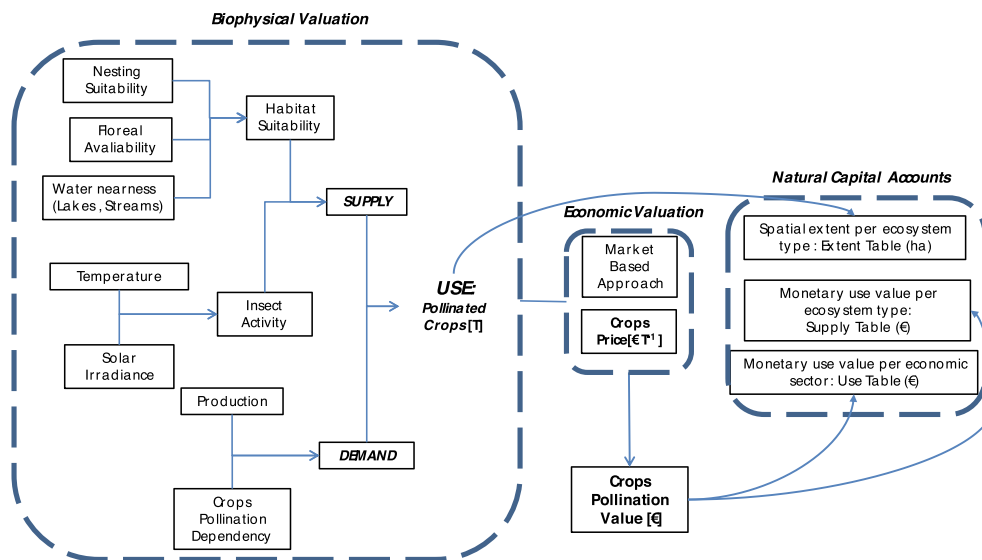 Biophysical Valuation
Nesting
Suitability
Floreal
Avaliability
Water nearness
(Lakes, Streams)
Habitat
Suitability
SUPPLY
Temperature
Insect
Activity
Solar
Irradiance
Production
DEMAND
Crops
Pollination
Dependency
USE:
Pollinated
Crops [T]
Economic Valuation
Market
Based
Approach
Crops
Price[€ T-1 ]
Crops
Pollination
Value [€]
Natural Capital Accounts
Spatial extent per ecosystem
type : Extent Table (ha)
Monetary use value per
ecosystem type:
Supply Table (€)
Monetary use value per economic
sector: Use Table (€)